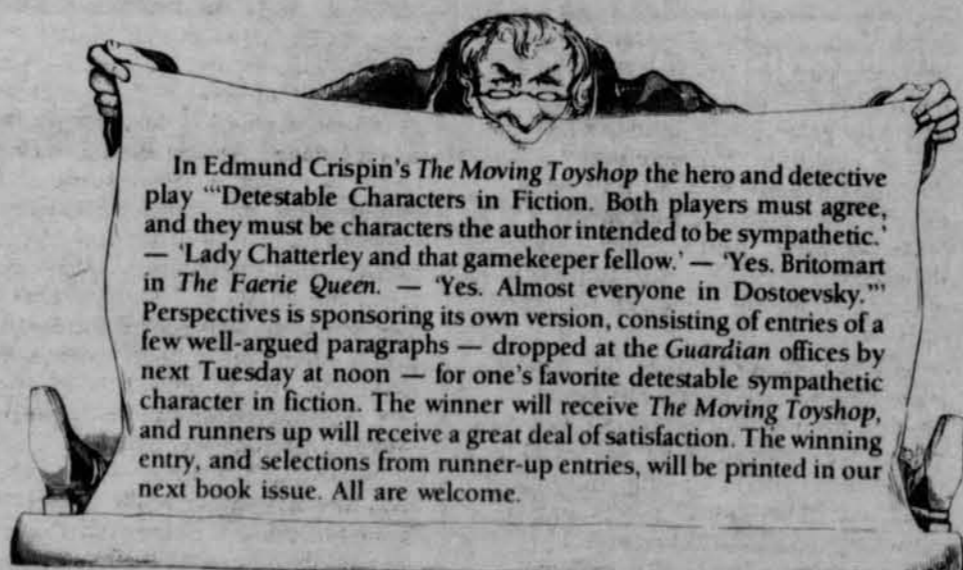 In Edmund Crispin's The Moving Toyshop the hero and detective
play "'Detestable Characters in Fiction. Both players must agree,
and they must be characters the author intended to be sympathetic.'
— 'Lady Chatterley and that gamekeeper fellow.' — 'Yes. Britomart
in The Faerie Queen. — 'Yes. Almost everyone in Dostoevsky.'"
Perspectives is sponsoring its own version, consisting of entries of a
few well-argued paragraphs — dropped at the Guardian offices by
next Tuesday at noon — for one's favorite detestable sympathetic
character in fiction. The winner will receive The Moving Toyshop,
and runners up will receive a great deal of satisfaction. The winning
entry, and selections from runner-up entries, will be printed in our
next book issue. All are welcome.